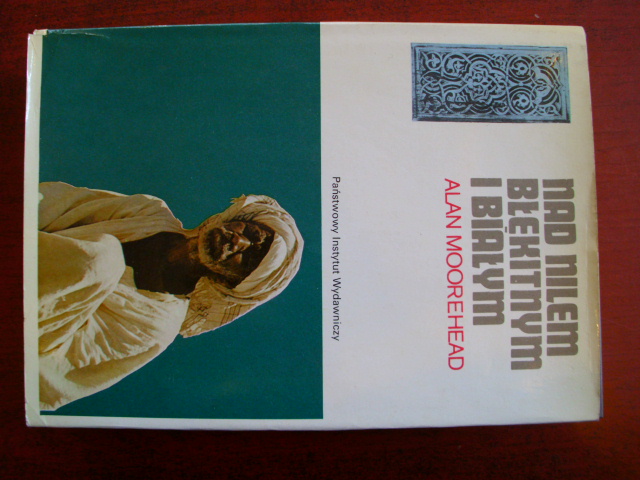 NAD NILEM
BŁĘKITNYM
I BIAŁYM
ALAN MOOREHEAD
Państwowy Instytut Wydawniczy